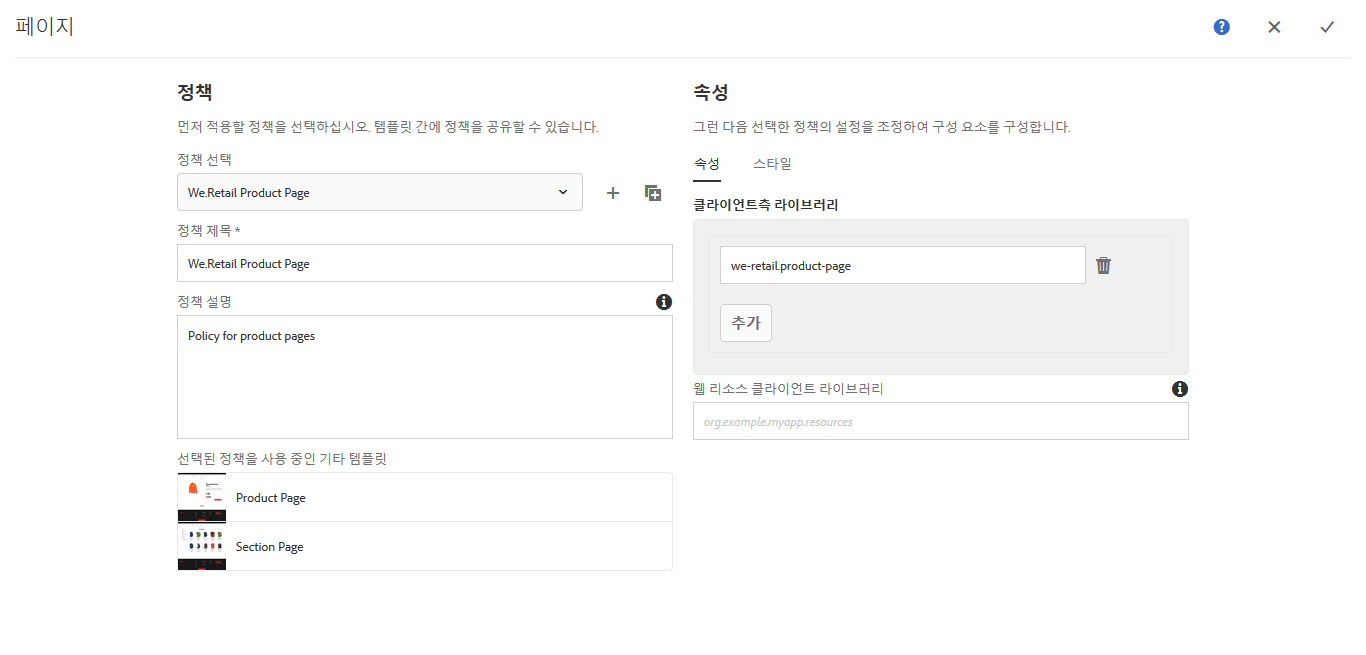 페이지
정책
먼저 적용할 정책을 선택하십시오. 템플릿 간에 정책을 공유할 수 있습니다.
정책 선택
We.Retail Product Page
정책 제목 *
We.Retail Product Page
정책 설명
Policy for product pages
선택된 정책을 사용 중인 기타 템플릿
Product Page
Section Page
속성
그런 다음 선택한 정책의 설정을 조정하여 구성 요소를 구성합니다.
속성 스타일
클라이언트측 라이브러리
we-retail.product-page
추가
웹 리소스 클라이언트 라이브러리
org.example.myapp.resources